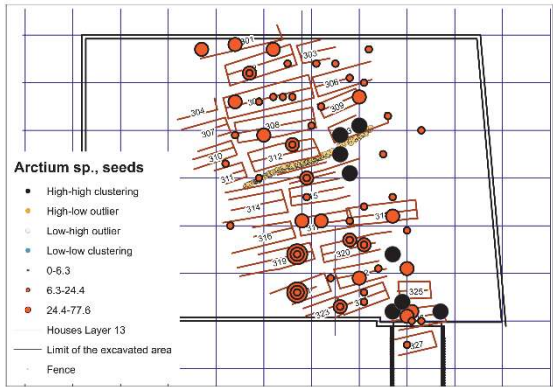 301
303
306
304
309
307
308
310
312
311
314
316
319
320
325
323
327
Arctium sp., seeds
High-high clustering
High-low outlier
Low-high outlier
Low-low clustering
0-6.3
6.3-24.4
24.4-77.6
Houses Layer 13
Limit of the excavated area
Fence